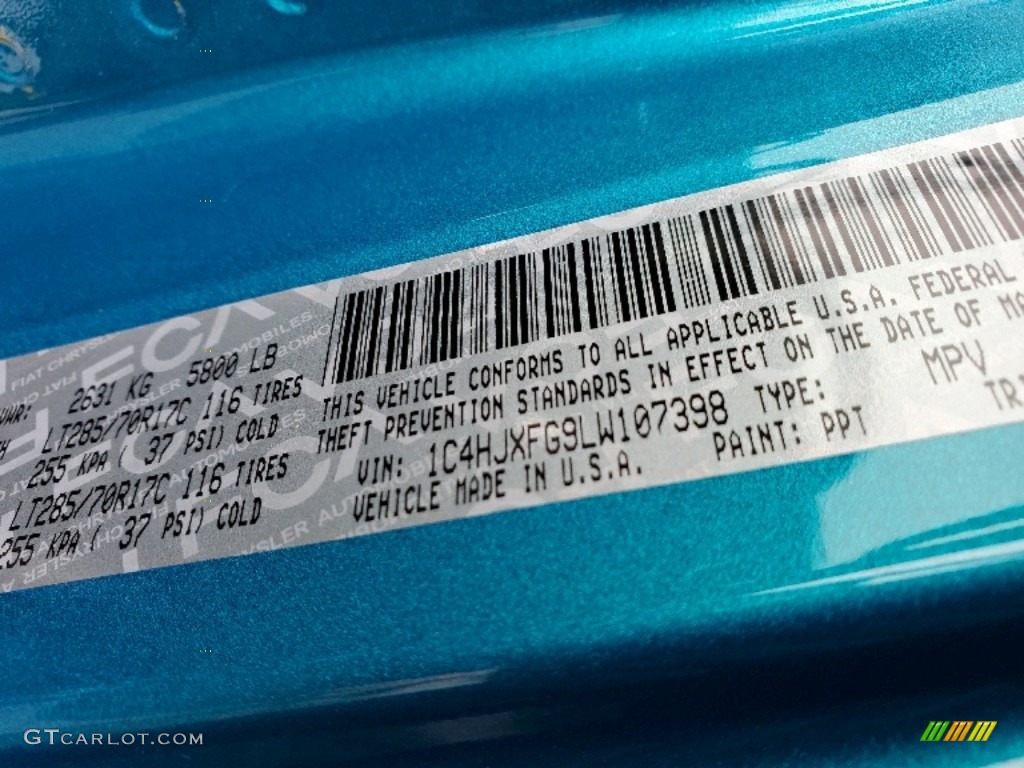 2631 KG 5800 LB
LT285/70R17C 116 TIRES
255 KPA ( 37 PSI) COLD
LT285/70R17C 116 TIRES
255 KPA ( 37 PSI) COLD
THIS VEHICLE CONFORMS TO ALL APPLICABLE U.S.A. FEDERAL
THEFT PREVENTION STANDARDS IN EFFECT ON THE DATE OF MA
VIN: 1C4HJXFG9LW107398 TYPE: MPV
VEHICLE MADE IN U.S.A. PAINT: PPT TR
GTCARLOT.COM